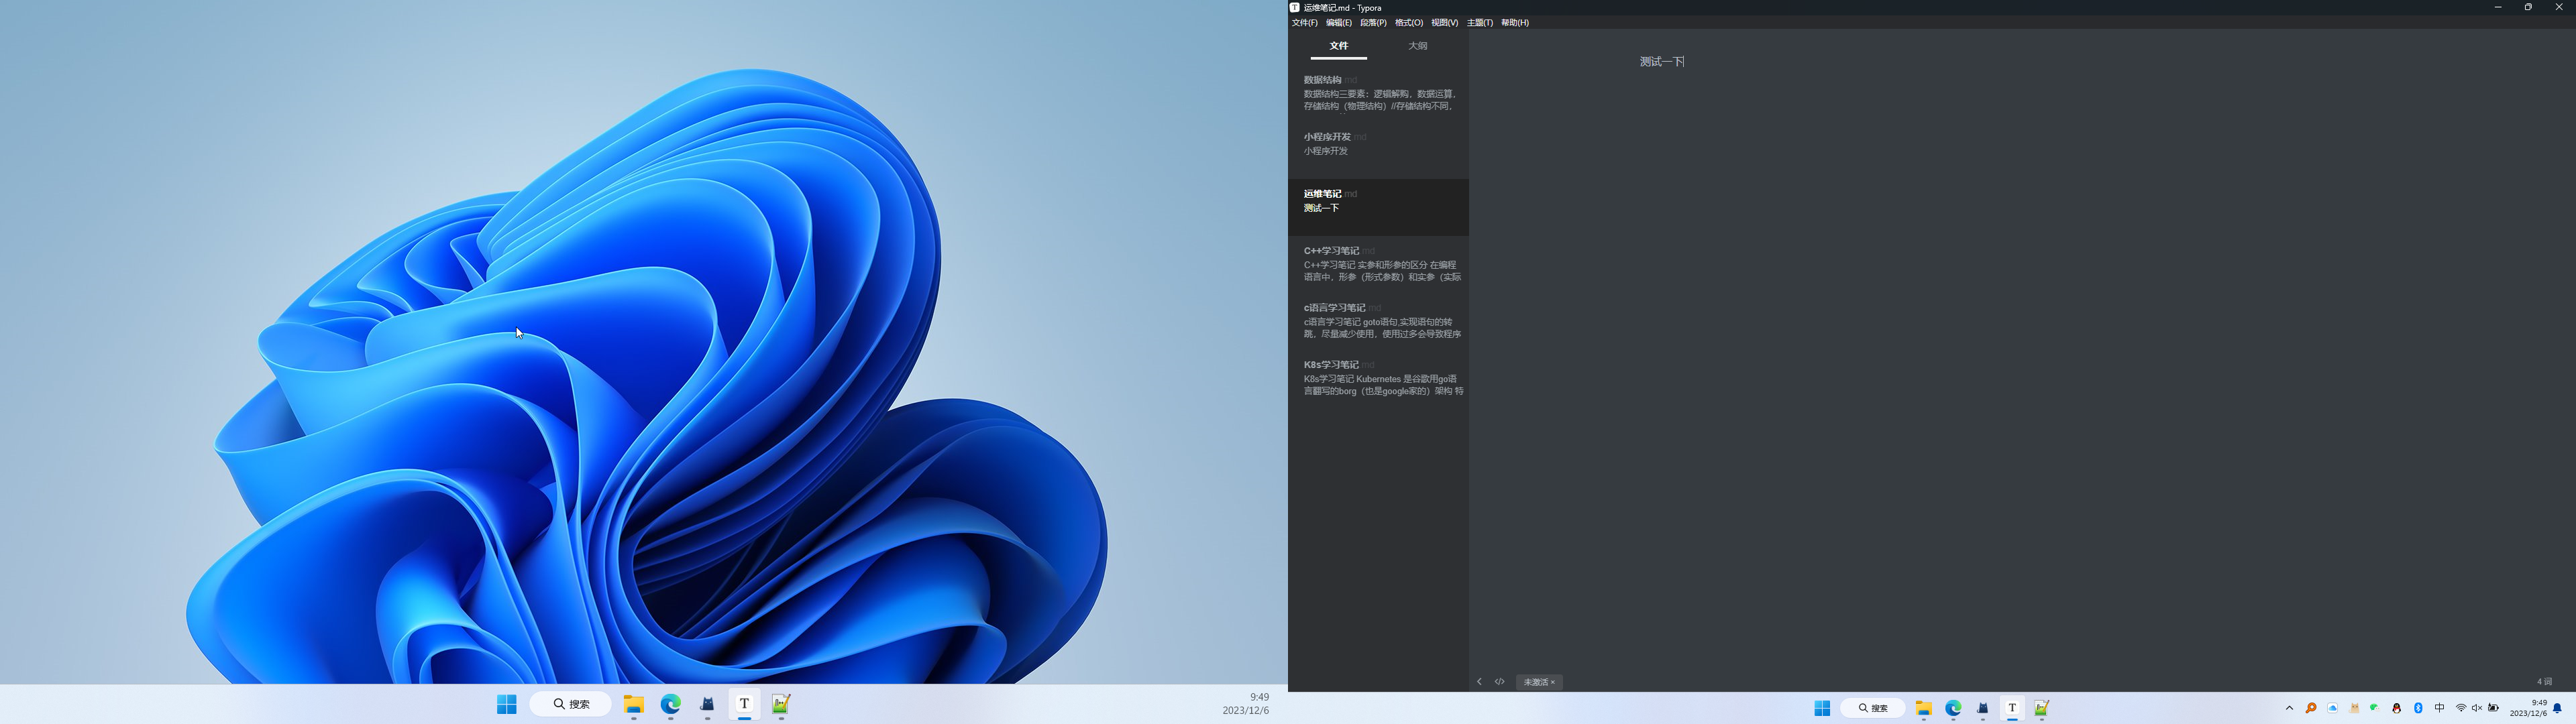 运维笔记.md - Typora
文件(F) 编辑(E) 段落(P) 格式(O) 视图(V) 主题(T) 帮助(H)
文件 大纲
数据结构.md
数据结构三要素：逻辑解购，数据运算，
存储结构（物理结构）//存储结构不同，
小程序开发.md
小程序开发
运维笔记.md
测试一下
C++学习笔记.md
C++学习笔记 实参和形参的区分 在编程
语言中，形参（形式参数）和实参（实际
c语言学习笔记.md
c语言学习笔记 goto语句,实现语句的转
跳，尽量减少使用，使用过多会导致程序
K8s学习笔记.md
K8s学习笔记 Kubernetes 是谷歌用go语
言翻写的borg（也是google家的）架构 特
测试一下
未激活 ×
4 词
搜索
9:49
2023/12/6
搜索
中
9:49
2023/12/6